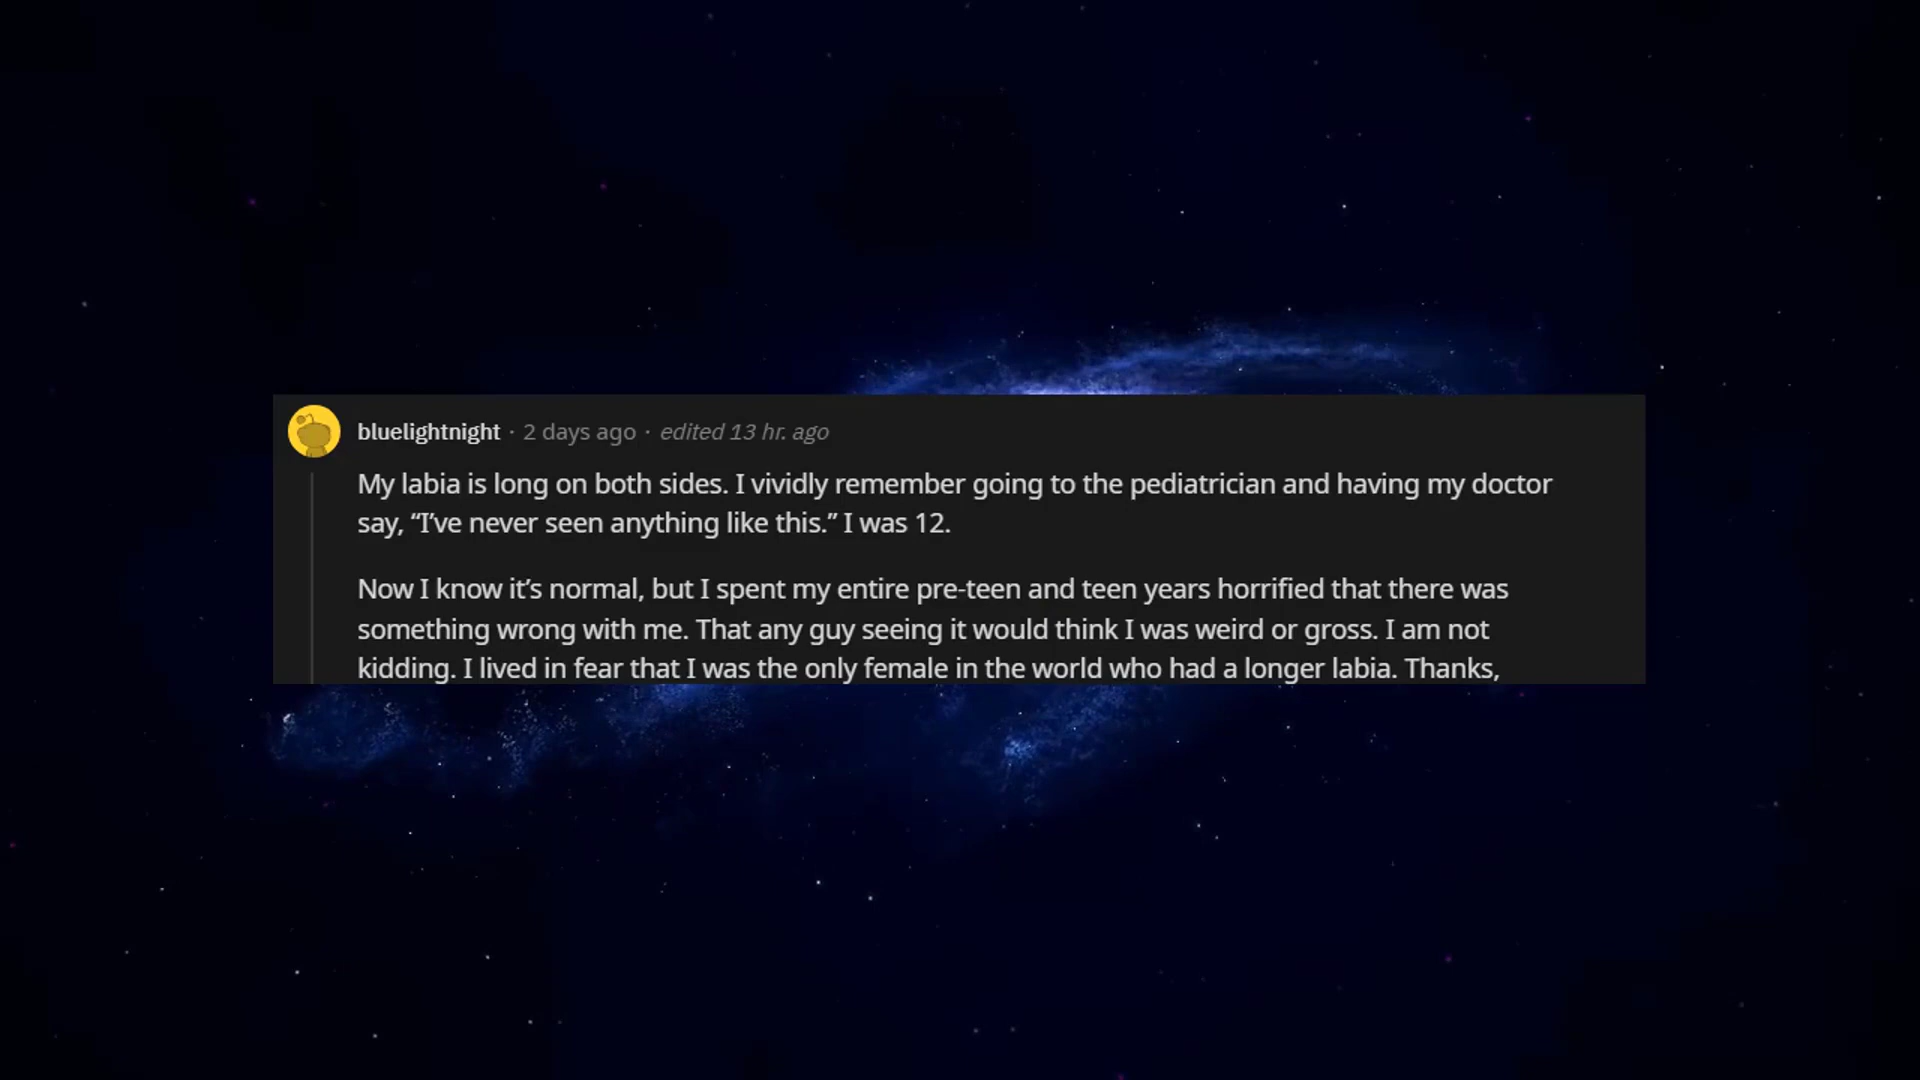 bluelightnight · 2 days ago · edited 13 hr. ago
My labia is long on both sides. I vividly remember going to the pediatrician and having my doctor
say, “I’ve never seen anything like this.” I was 12.
Now I know it’s normal, but I spent my entire pre-teen and teen years horrified that there was
something wrong with me. That any guy seeing it would think I was weird or gross. I am not
kidding. I lived in fear that I was the only female in the world who had a longer labia. Thanks,